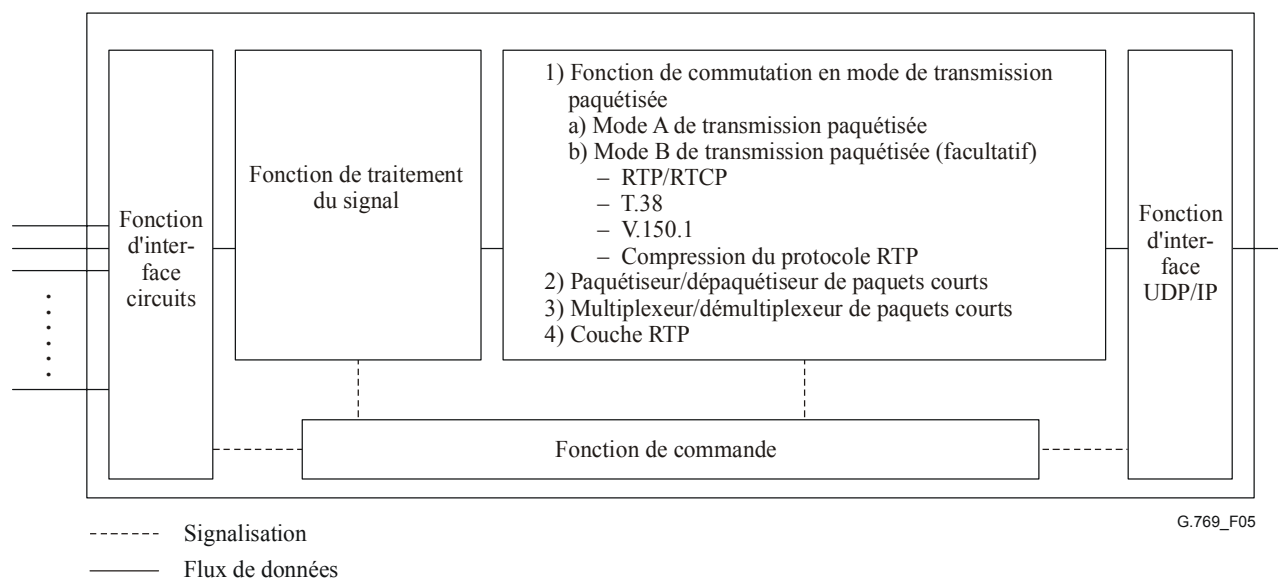 Fonction
d'inter-
face
circuits
Fonction de traitement
du signal
1) Fonction de commutation en mode de transmission
paquétisée
a) Mode A de transmission paquétisée
b) Mode B de transmission paquétisée (facultatif)
– RTP/RTCP
– T.38
– V.150.1
– Compression du protocole RTP
2) Paquétiseur/dépaquétiseur de paquets courts
3) Multiplexeur/démultiplexeur de paquets courts
4) Couche RTP
Fonction
d'inter-
face
UDP/IP
Fonction de commande
G.769_F05
Signalisation
Flux de données